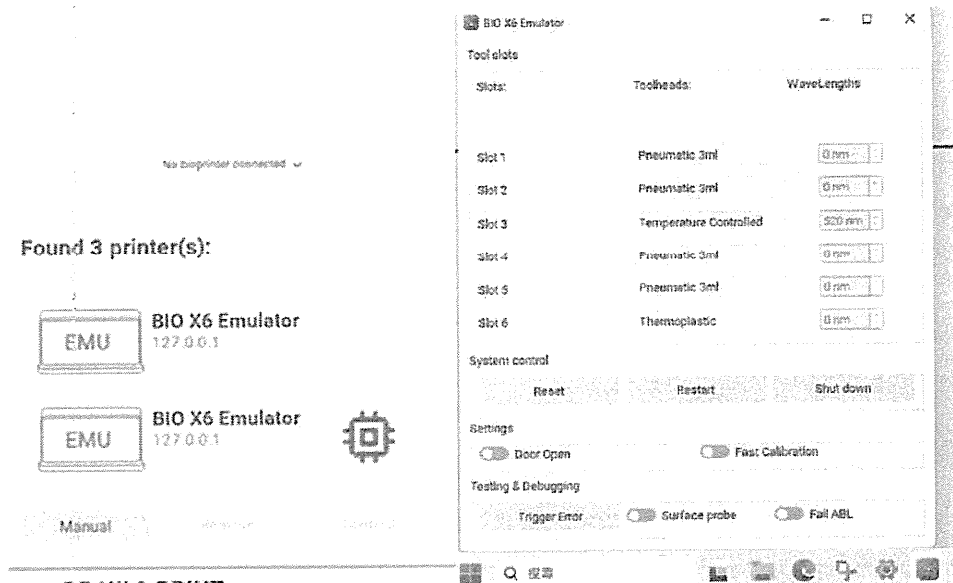 No bioprinter connected
Found 3 printer(s):
EMU
BIO X6 Emulator
127.0.0.1
EMU
BIO X6 Emulator
127.0.0.1
Manual
BIO X6 Emulator
Tool slots
Slots: Toolheads: WaveLengths
Slot 1 Pneumatic 3ml 0 nm
Slot 2 Pneumatic 3ml 0 nm
Slot 3 Temperature Controlled 520 nm
Slot 4 Pneumatic 3ml 0 nm
Slot 5 Pneumatic 3ml 0 nm
Slot 6 Thermoplastic 0 nm
System control
Reset Restart Shut down
Settings
Door Open Fast Calibration
Testing & Debugging
Trigger Error Surface probe Fail ABL
搜尋